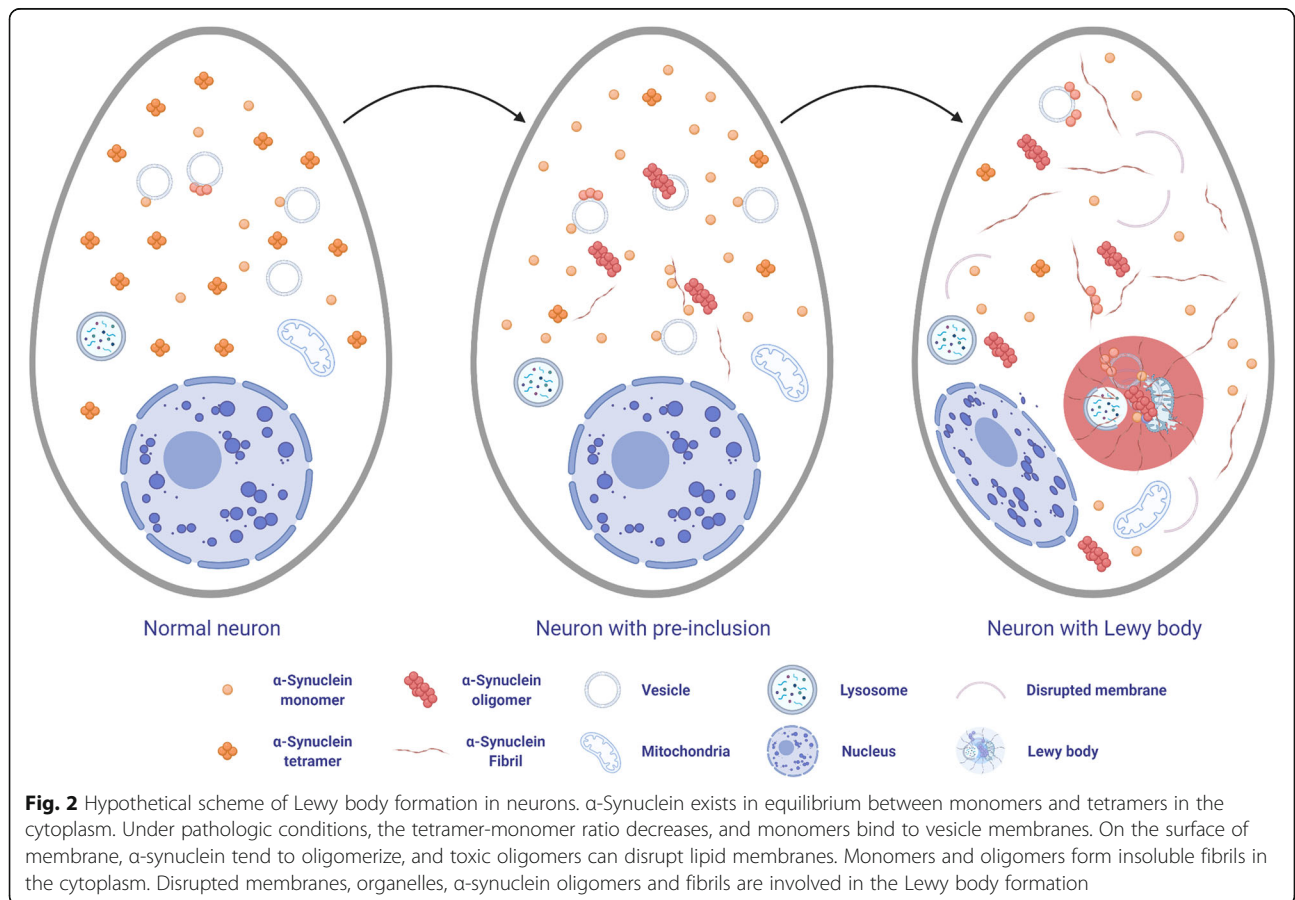 Normal neuron
Neuron with pre-inclusion
Neuron with Lewy body
α-Synuclein
monomer
α-Synuclein
oligomer
Vesicle
Lysosome
Disrupted membrane
α-Synuclein
tetramer
α-Synuclein
Fibril
Mitochondria
Nucleus
Lewy body
Fig. 2 Hypothetical scheme of Lewy body formation in neurons. α-Synuclein exists in equilibrium between monomers and tetramers in the
cytoplasm. Under pathologic conditions, the tetramer-monomer ratio decreases, and monomers bind to vesicle membranes. On the surface of
membrane, α-synuclein tend to oligomerize, and toxic oligomers can disrupt lipid membranes. Monomers and oligomers form insoluble fibrils in
the cytoplasm. Disrupted membranes, organelles, α-synuclein oligomers and fibrils are involved in the Lewy body formation